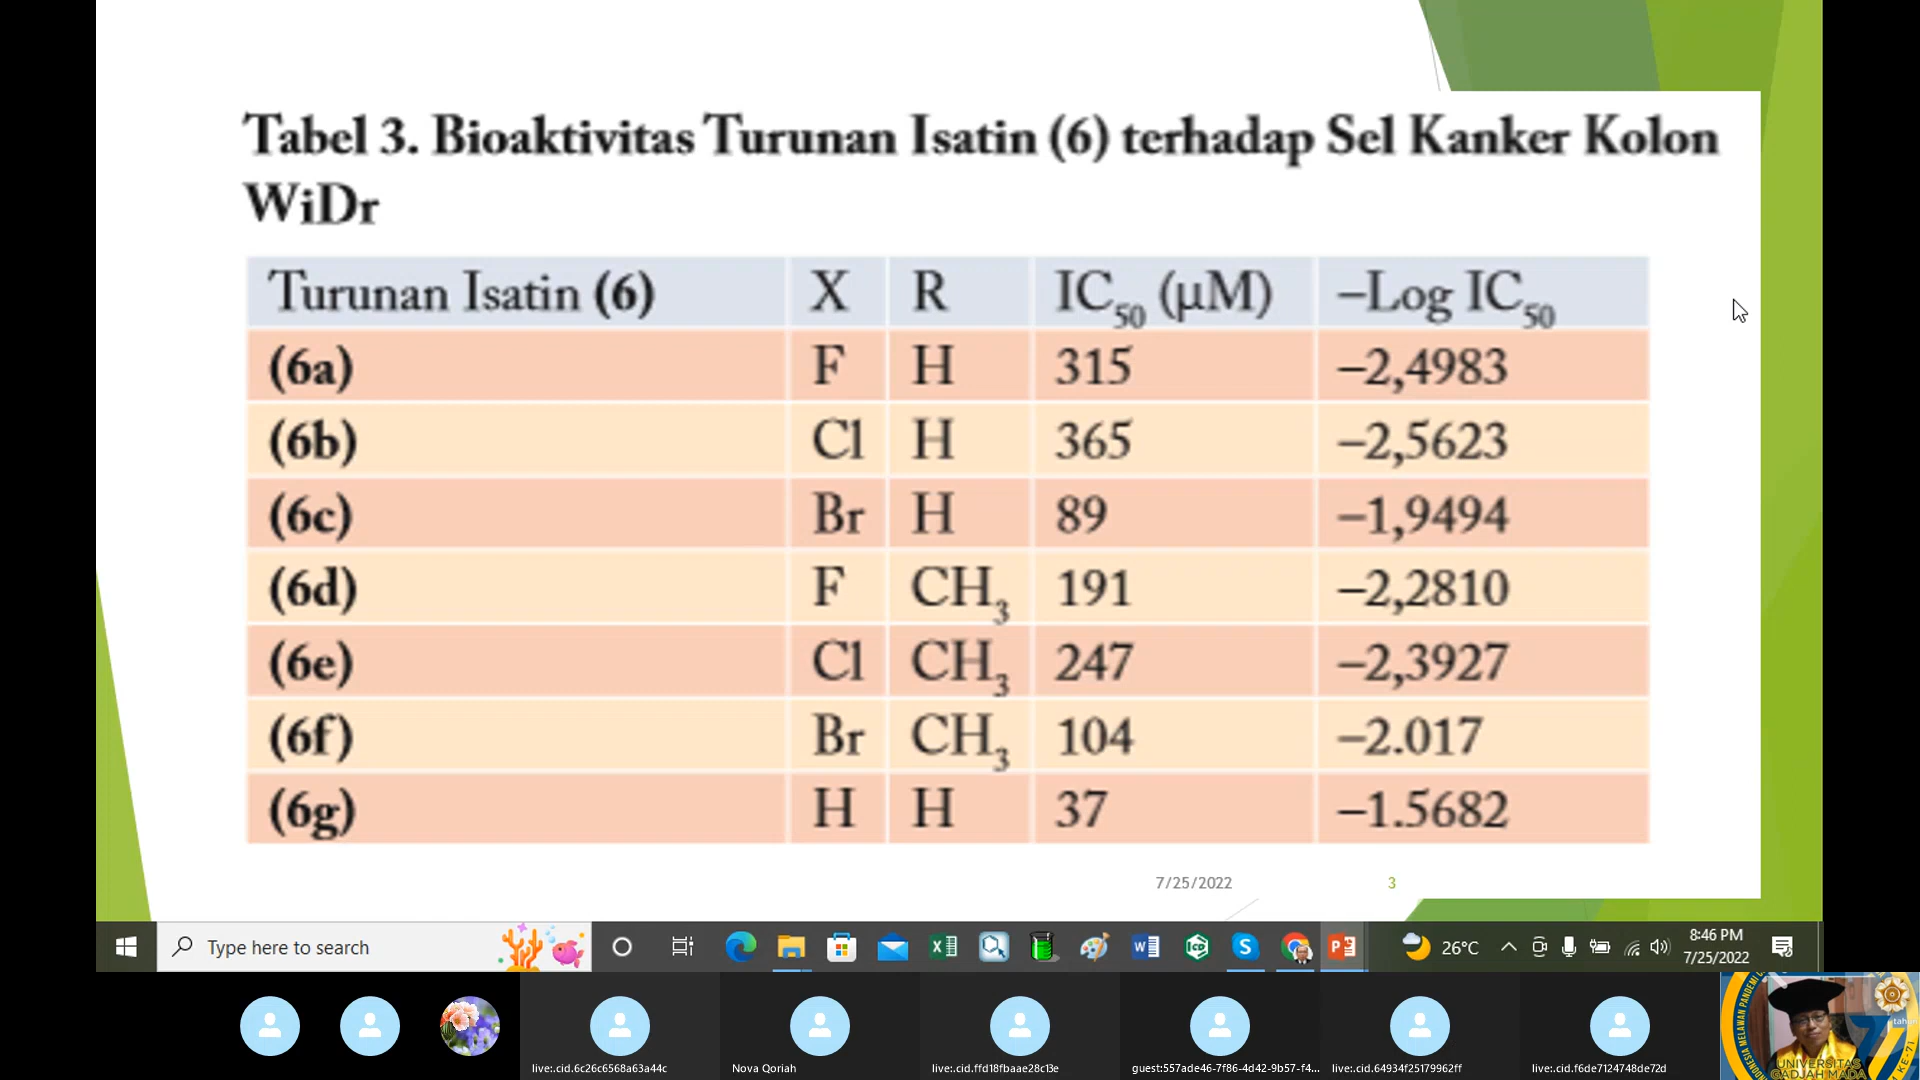 Tabel 3. Bioaktivitas Turunan Isatin (6) terhadap Sel Kanker Kolon
WiDr
Turunan Isatin (6) X R IC50 (µM) –Log IC50
(6a) F H 315 –2,4983
(6b) Cl H 365 –2,5623
(6c) Br H 89 –1,9494
(6d) F CH3 191 –2,2810
(6e) Cl CH3 247 –2,3927
(6f) Br CH3 104 –2.017
(6g) H H 37 –1.5682
7/25/2022 3
Type here to search
26°C
8:46 PM
7/25/2022
live:.cid.6c26c6568a63a44c
Nova Qoriah
live:.cid.ffd18fbaae28c13e
guest:557ade46-7f86-4d42-9b57-f4...
live:.cid.64934f25179962ff
live:.cid.f6de7124748de72d
UNIVERSITAS
GADJAH MADA